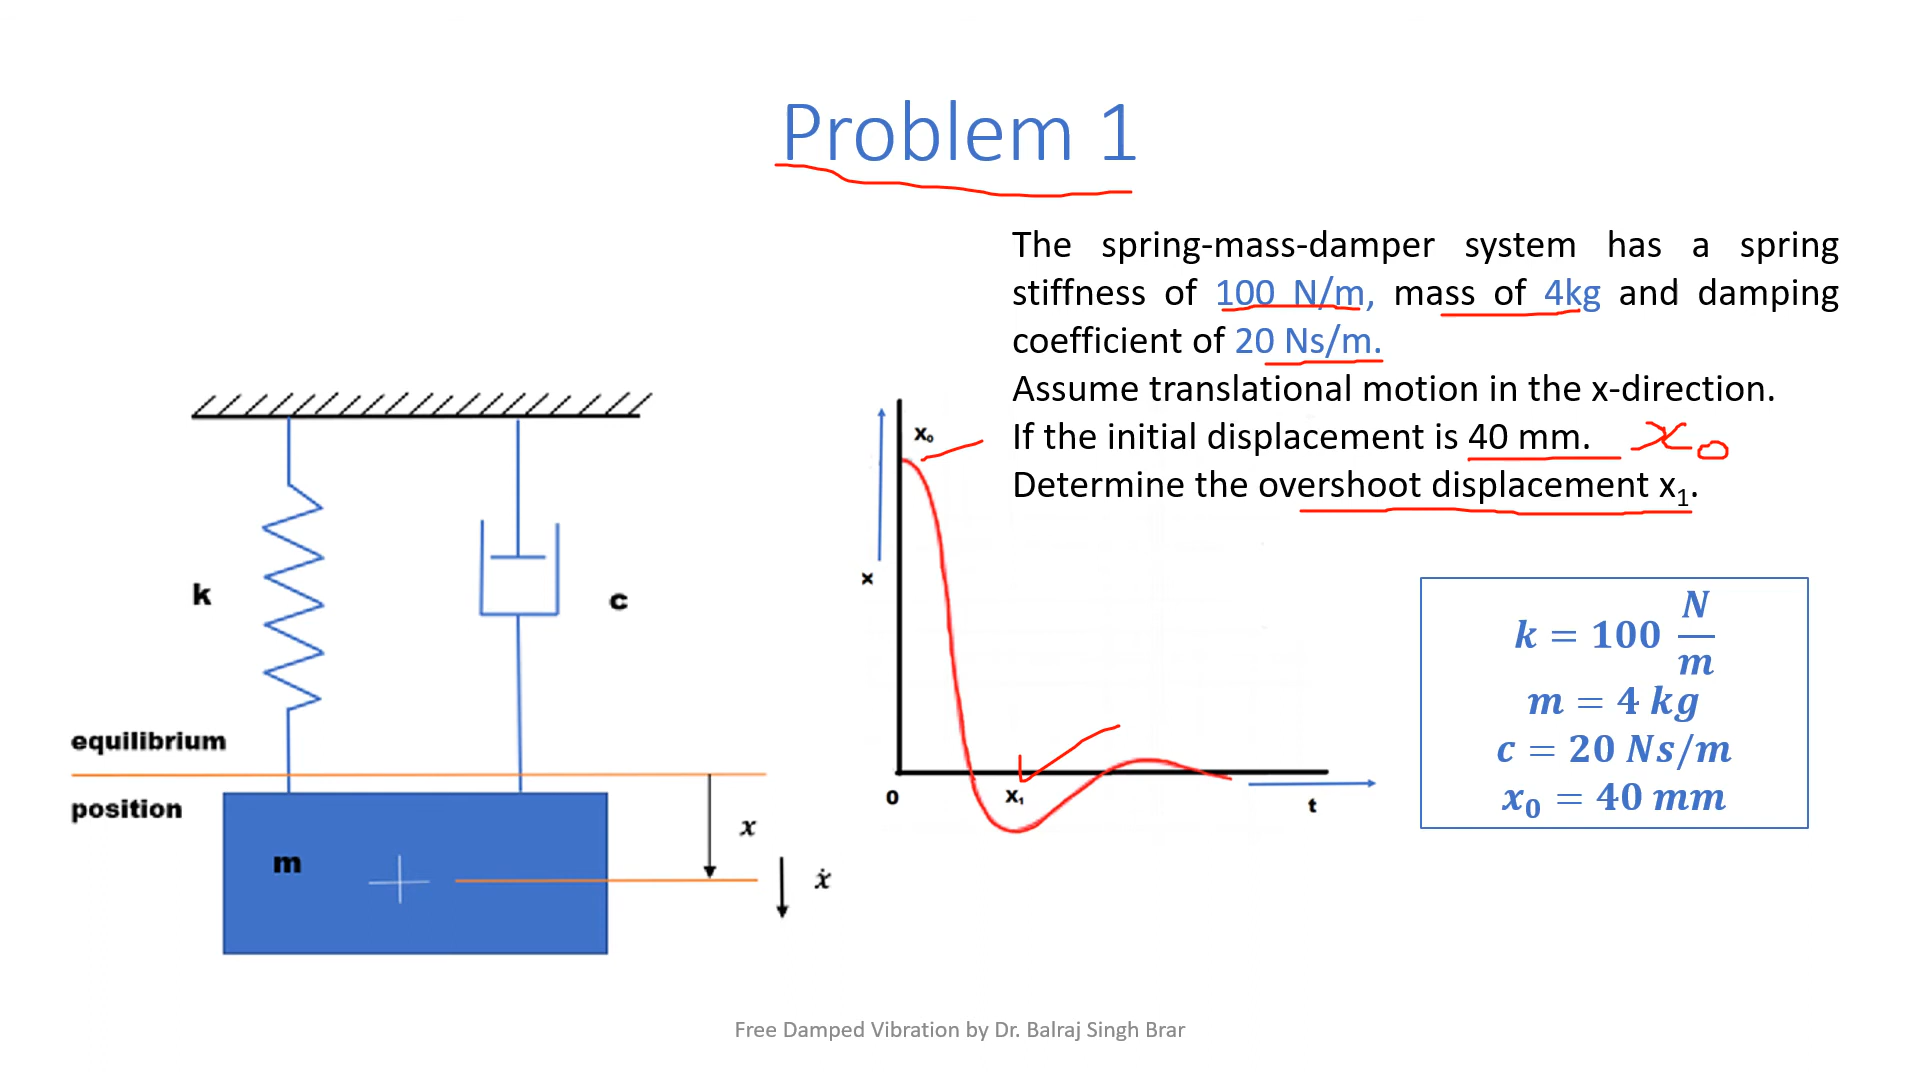 Problem 1
The spring-mass-damper system has a spring
stiffness of 100 N/m, mass of 4kg and damping
coefficient of 20 Ns/m.
Assume translational motion in the x-direction.
If the initial displacement is 40 mm. x₀
Determine the overshoot displacement x₁.
k
c
equilibrium
position
m
x
ẋ
x₀
x
0
x₁
t
k = 100 N/m
m = 4 kg
c = 20 Ns/m
x₀ = 40 mm
Free Damped Vibration by Dr. Balraj Singh Brar